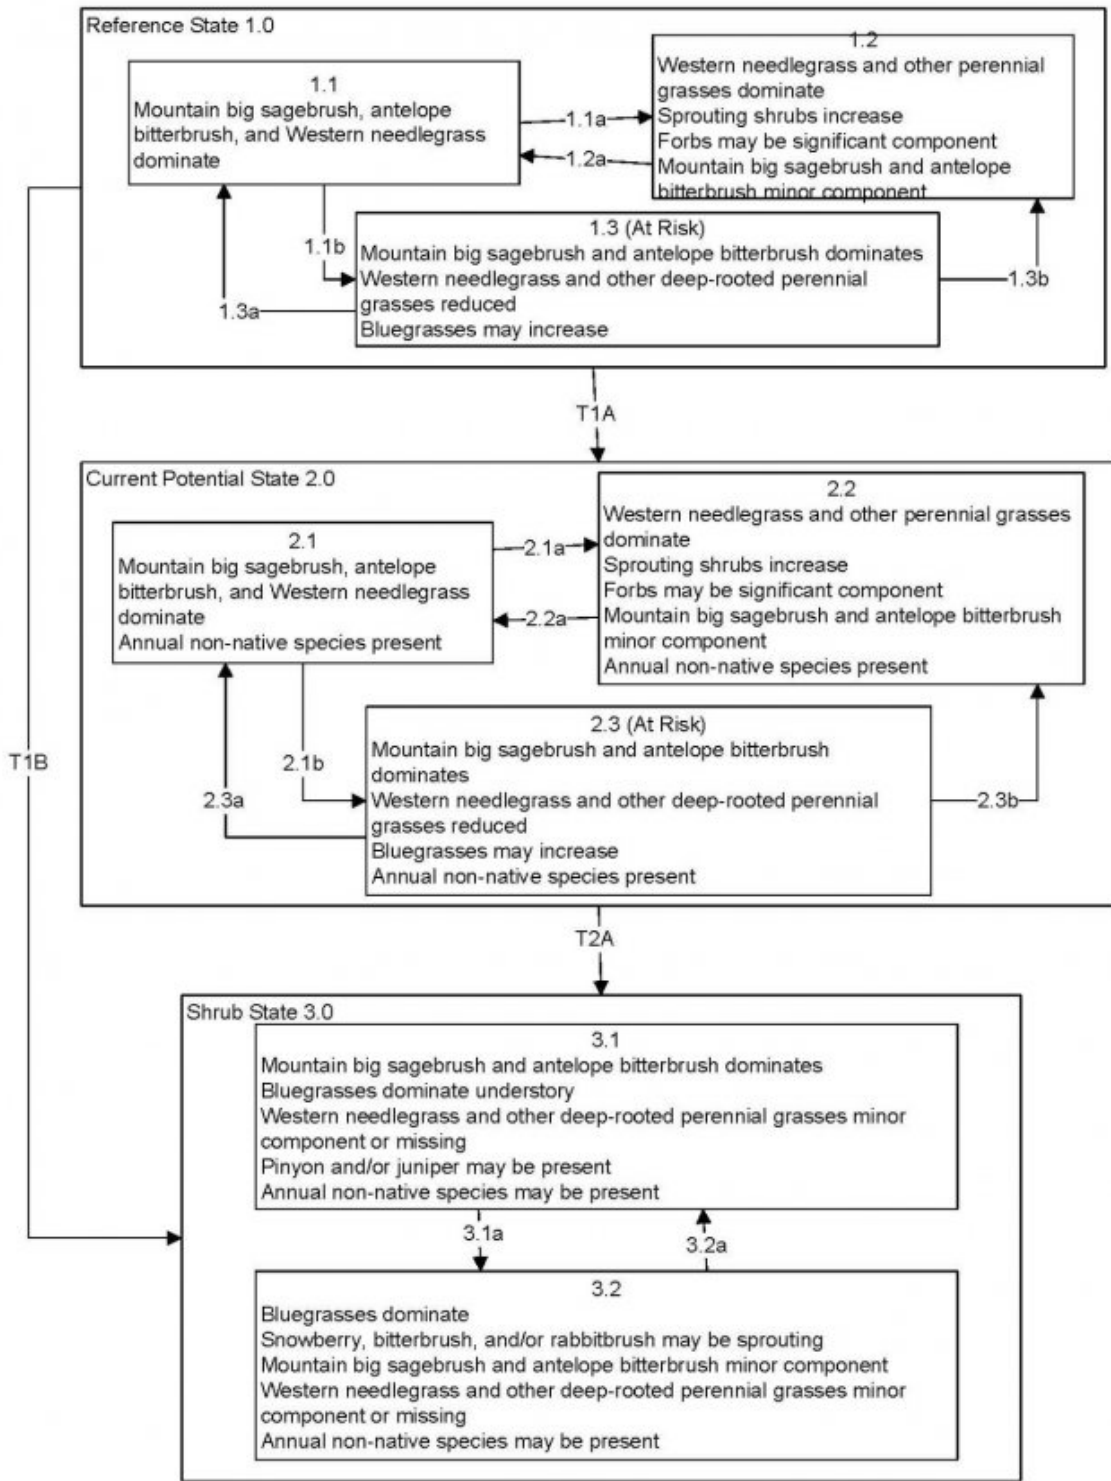 Reference State 1.0
1.1
Mountain big sagebrush, antelope
bitterbrush, and Western needlegrass
dominate
1.1a
1.2a
1.2
Western needlegrass and other perennial
grasses dominate
Sprouting shrubs increase
Forbs may be significant component
Mountain big sagebrush and antelope
bitterbrush minor component
1.1b
1.3a
1.3 (At Risk)
Mountain big sagebrush and antelope bitterbrush dominates
Western needlegrass and other deep-rooted perennial
grasses reduced
Bluegrasses may increase
1.3b
T1A
Current Potential State 2.0
2.1
Mountain big sagebrush, antelope
bitterbrush, and Western needlegrass
dominate
Annual non-native species present
2.1a
2.2a
2.2
Western needlegrass and other perennial grasses
dominate
Sprouting shrubs increase
Forbs may be significant component
Mountain big sagebrush and antelope bitterbrush
minor component
Annual non-native species present
T1B
2.1b
2.3a
2.3 (At Risk)
Mountain big sagebrush and antelope bitterbrush
dominates
Western needlegrass and other deep-rooted perennial
grasses reduced
Bluegrasses may increase
Annual non-native species present
2.3b
T2A
Shrub State 3.0
3.1
Mountain big sagebrush and antelope bitterbrush dominates
Bluegrasses dominate understory
Western needlegrass and other deep-rooted perennial grasses minor
component or missing
Pinyon and/or juniper may be present
Annual non-native species may be present
3.1a
3.2a
3.2
Bluegrasses dominate
Snowberry, bitterbrush, and/or rabbitbrush may be sprouting
Mountain big sagebrush and antelope bitterbrush minor component
Western needlegrass and other deep-rooted perennial grasses minor
component or missing
Annual non-native species may be present